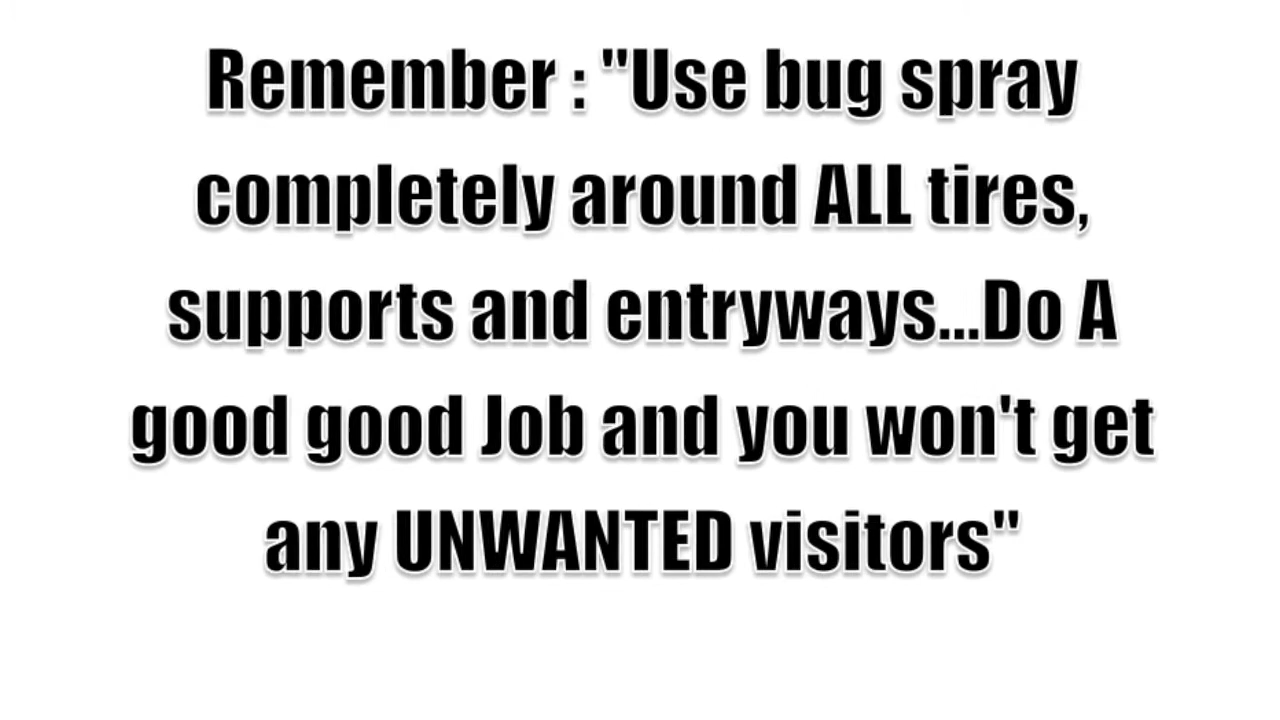 Remember : "Use bug spray
completely around ALL tires,
supports and entryways...Do A
good good Job and you won't get
any UNWANTED visitors"